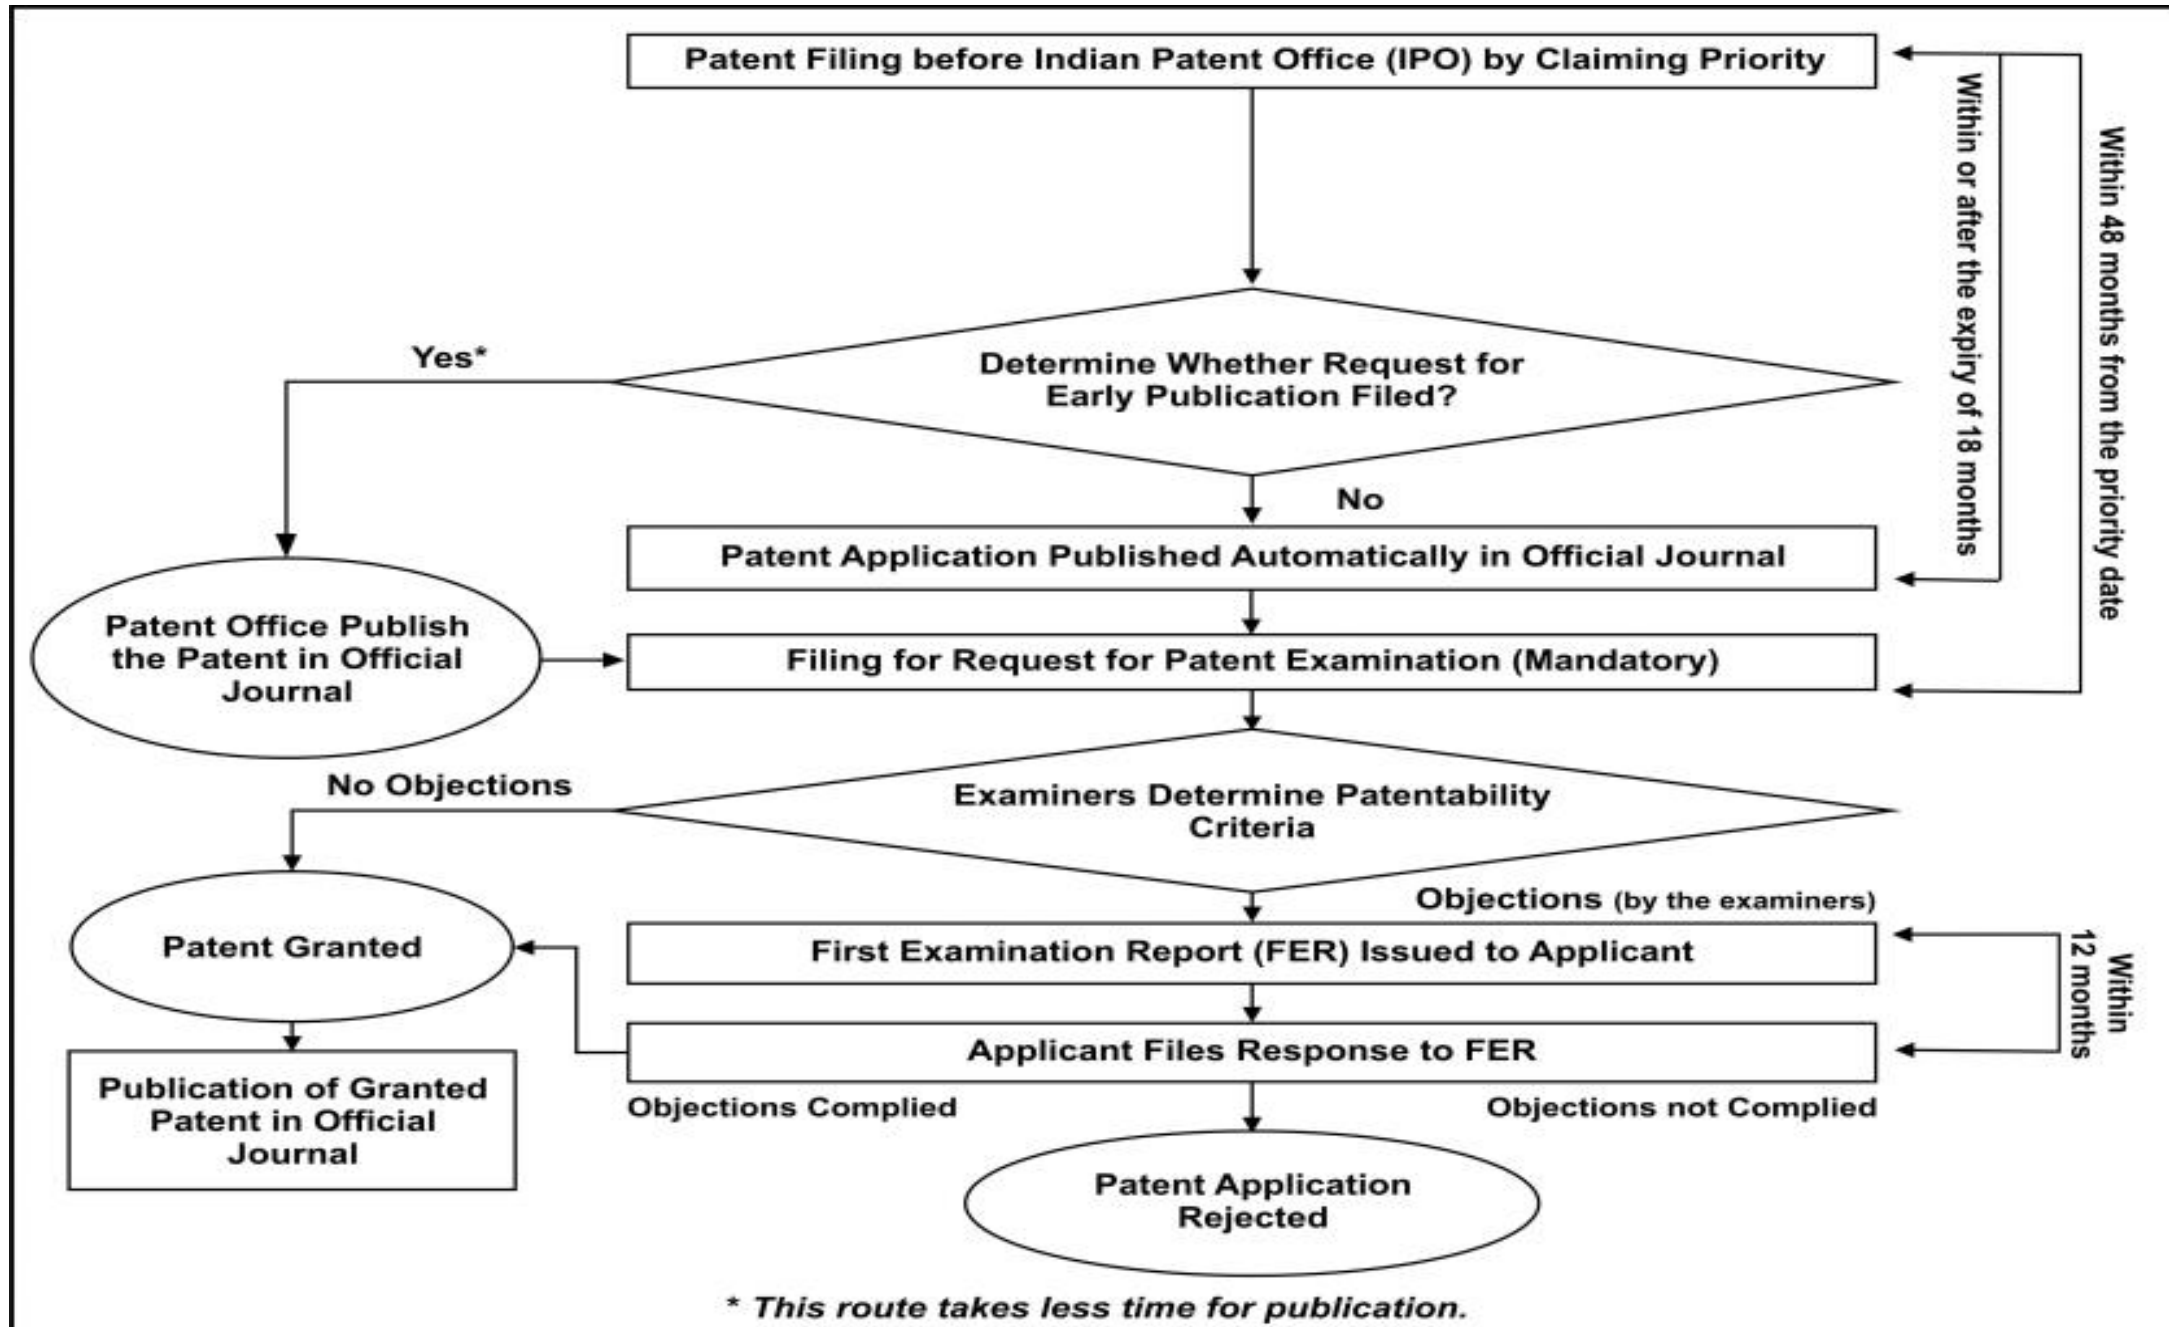 Patent Filing before Indian Patent Office (IPO) by Claiming Priority
Within or after the expiry of 18 months
Within 48 months from the priority date
Determine Whether Request for
Early Publication Filed?
Yes*
No
Patent Application Published Automatically in Official Journal
Patent Office Publish
the Patent in Official
Journal
Filing for Request for Patent Examination (Mandatory)
Examiners Determine Patentability
Criteria
No Objections
Objections (by the examiners)
Patent Granted
First Examination Report (FER) Issued to Applicant
Within
12 months
Applicant Files Response to FER
Publication of Granted
Patent in Official
Journal
Objections Complied
Objections not Complied
Patent Application
Rejected
* This route takes less time for publication.